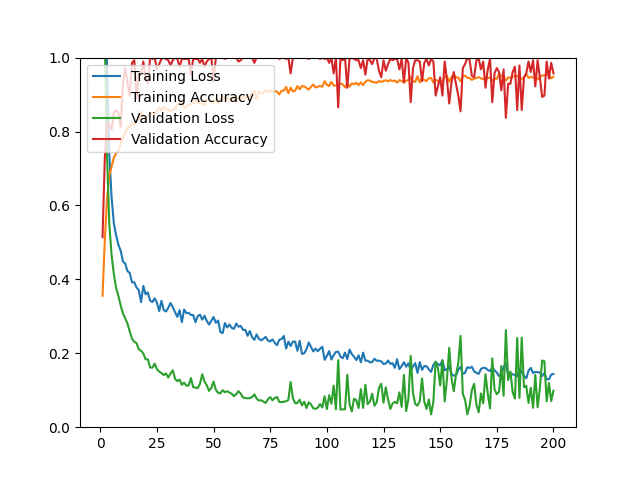 1.0
0.8
0.6
0.4
0.2
0.0
Training Loss
Training Accuracy
Validation Loss
Validation Accuracy
0 25 50 75 100 125 150 175 200